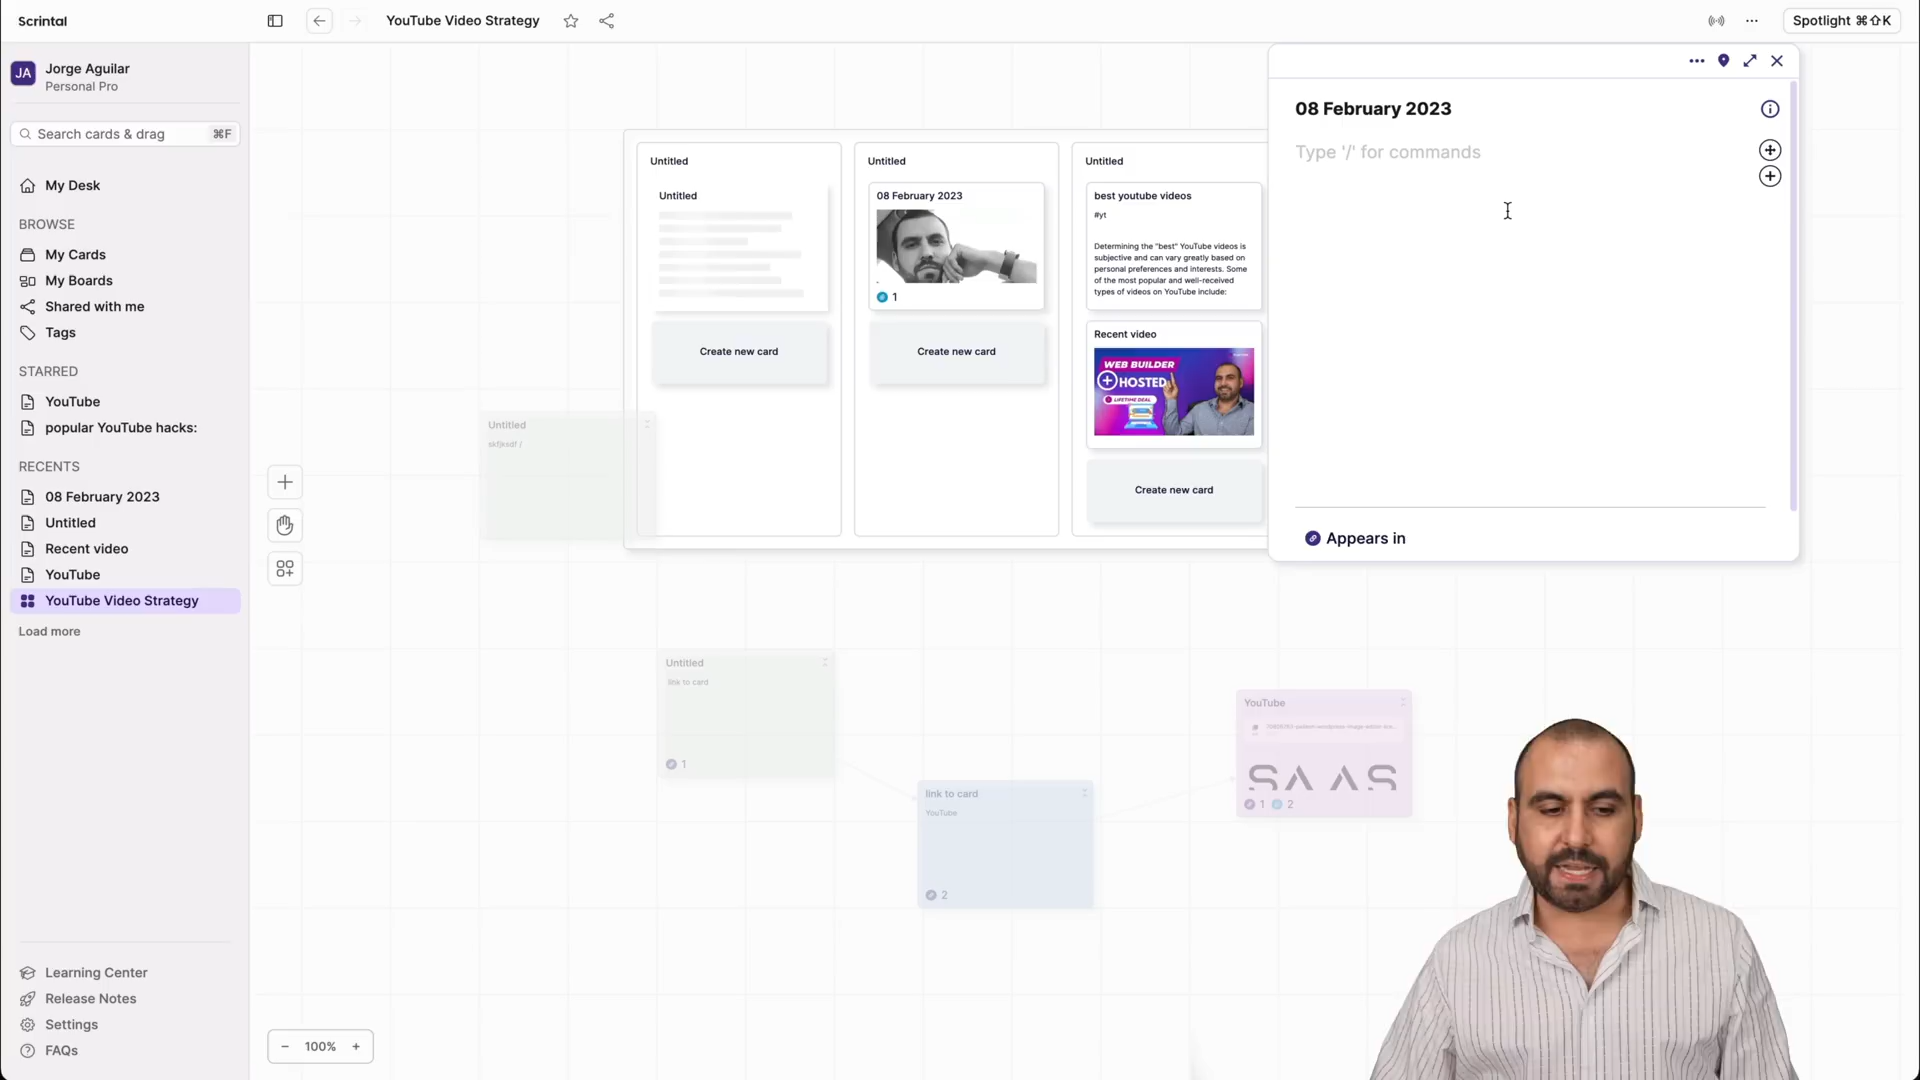 Scrintal
YouTube Video Strategy
Spotlight ⌘⇧K
JA
Jorge Aguilar
Personal Pro
Search cards & drag
⌘F
My Desk
BROWSE
My Cards
My Boards
Shared with me
Tags
STARRED
YouTube
popular YouTube hacks:
RECENTS
08 February 2023
Untitled
Recent video
YouTube
YouTube Video Strategy
Load more
Learning Center
Release Notes
Settings
FAQs
Untitled
Untitled
Create new card
Untitled
08 February 2023
1
Create new card
Untitled
best youtube videos
#yt
Determining the "best" YouTube videos is
subjective and can vary greatly based on
personal preferences and interests. Some
of the most popular and well-received
types of videos on YouTube include:
Recent video
WEB BUILDER
+ HOSTED
LIFETIME DEAL
Create new card
Untitled
skfjksdf /
Untitled
link to card
1
link to card
YouTube
2
YouTube
SAAS
1
2
08 February 2023
Type '/' for commands
Appears in
− 100% +